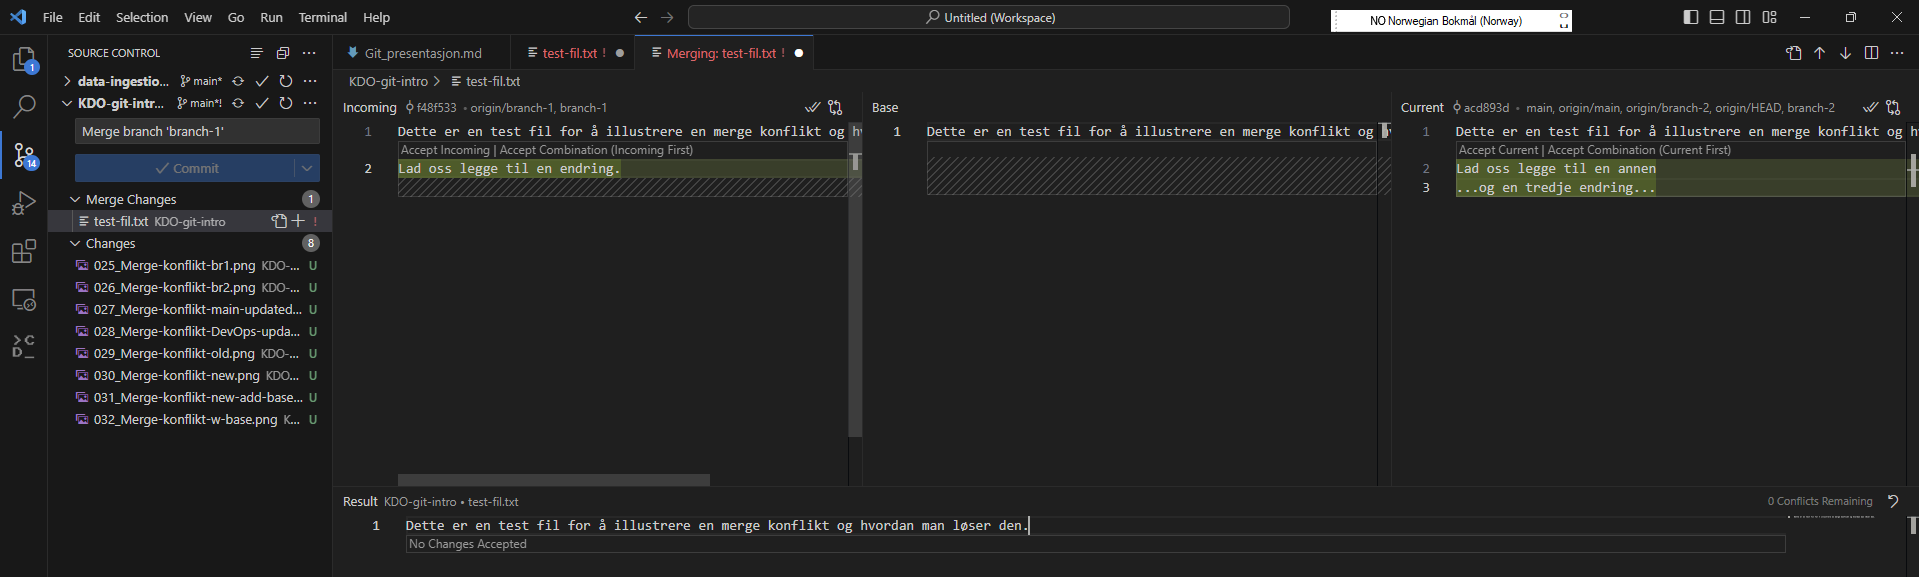 File Edit Selection View Go Run Terminal Help
Untitled (Workspace)
NO Norwegian Bokmål (Norway)
SOURCE CONTROL
data-ingestio... main*
KDO-git-intr... main*!
Merge branch 'branch-1'
Commit
Merge Changes 1
test-fil.txt KDO-git-intro !
Changes 8
025_Merge-konflikt-br1.png KDO-... U
026_Merge-konflikt-br2.png KDO-... U
027_Merge-konflikt-main-updated... U
028_Merge-konflikt-DevOps-upda... U
029_Merge-konflikt-old.png KDO-... U
030_Merge-konflikt-new.png KDO... U
031_Merge-konflikt-new-add-base... U
032_Merge-konflikt-w-base.png K... U
1
14
Git_presentasjon.md test-fil.txt ! Merging: test-fil.txt !
KDO-git-intro > test-fil.txt
Incoming f48f533 • origin/branch-1, branch-1
1 Dette er en test fil for å illustrere en merge konflikt og hv
Accept Incoming | Accept Combination (Incoming First)
2 Lad oss legge til en endring.
Base
1 Dette er en test fil for å illustrere en merge konflikt og
Current acd893d • main, origin/main, origin/branch-2, origin/HEAD, branch-2
1 Dette er en test fil for å illustrere en merge konflikt og hv
Accept Current | Accept Combination (Current First)
2 Lad oss legge til en annen
3 ...og en tredje endring...
Result KDO-git-intro • test-fil.txt
0 Conflicts Remaining
1 Dette er en test fil for å illustrere en merge konflikt og hvordan man løser den.
No Changes Accepted